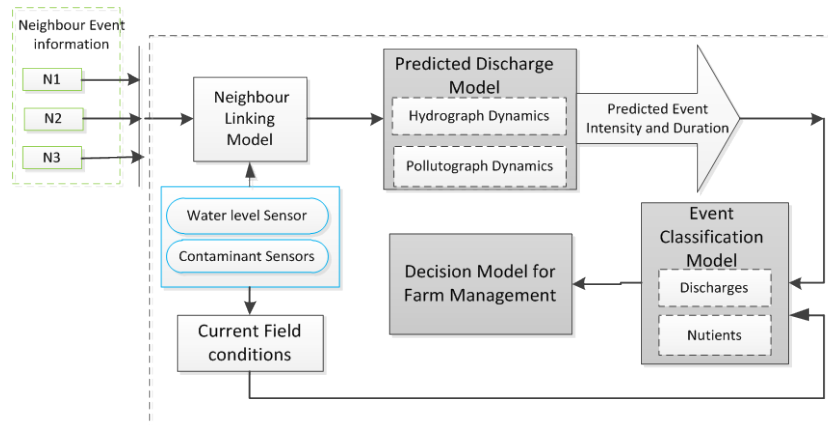 Neighbour Event
information
N1
N2
N3
Neighbour
Linking
Model
Water level Sensor
Contaminant Sensors
Current Field
conditions
Predicted Discharge
Model
Hydrograph Dynamics
Pollutograph Dynamics
Predicted Event
Intensity and Duration
Event
Classification
Model
Discharges
Nutients
Decision Model for
Farm Management